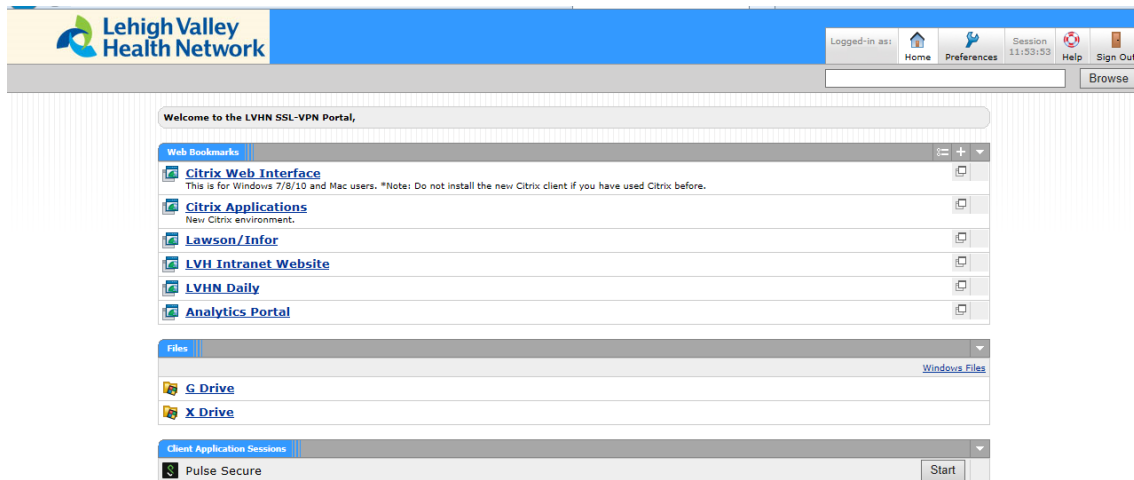 Lehigh Valley
Health Network
Logged-in as:
Home
Preferences
Session
11:53:53
Help
Sign Out
Browse
Welcome to the LVHN SSL-VPN Portal,
Web Bookmarks
Citrix Web Interface
This is for Windows 7/8/10 and Mac users. *Note: Do not install the new Citrix client if you have used Citrix before.
Citrix Applications
New Citrix environment.
Lawson/Infor
LVH Intranet Website
LVHN Daily
Analytics Portal
Files
Windows Files
G Drive
X Drive
Client Application Sessions
Pulse Secure
Start